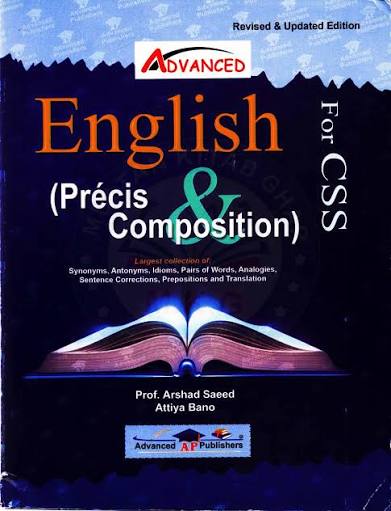 Revised & Updated Edition
ADVANCED
English
For CSS
(Précis
&
Composition)
Largest collection of:
Synonyms, Antonyms, Idioms, Pairs of Words, Analogies,
Sentence Corrections, Prepositions and Translation
Prof. Arshad Saeed
Attiya Bano
Advanced AP Publishers